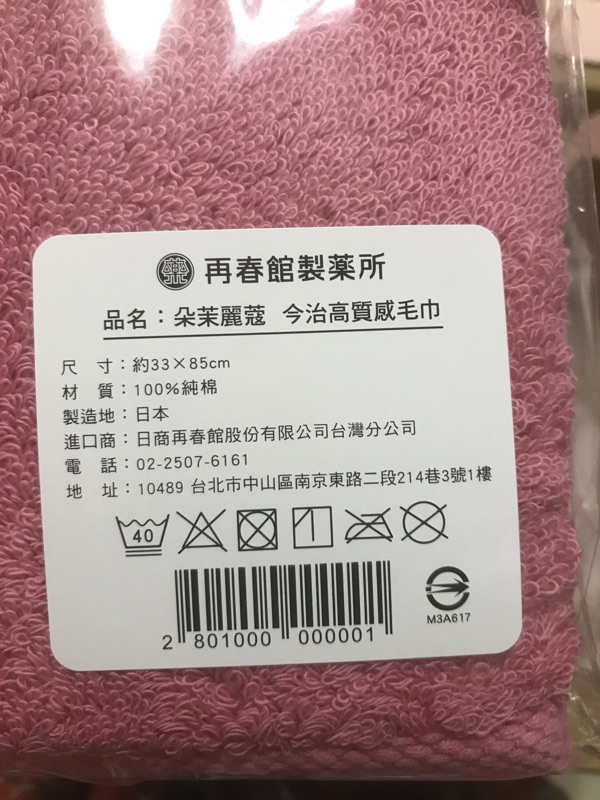 再春館製薬所
品名：朵茉麗蔻 今治高質感毛巾
尺 寸：約33×85cm
材 質：100%純棉
製造地：日本
進口商：日商再春館股份有限公司台灣分公司
電 話：02-2507-6161
地 址：10489 台北市中山區南京東路二段214巷3號1樓
40
2 801000 000001
M3A617